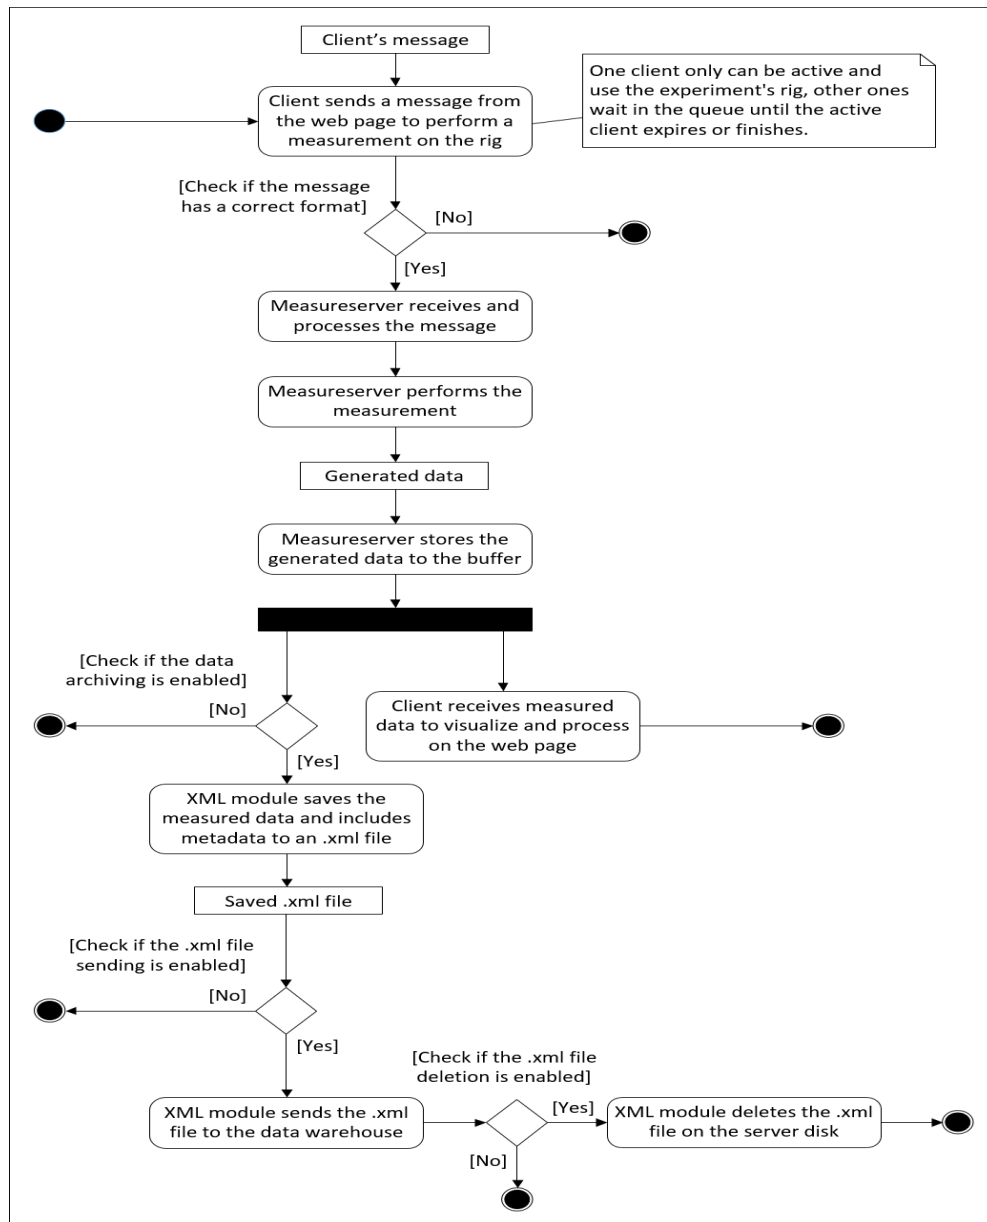 Client's message
One client only can be active and
use the experiment's rig, other ones
wait in the queue until the active
client expires or finishes.
Client sends a message from
the web page to perform a
measurement on the rig
[Check if the message
has a correct format]
[No]
[Yes]
Measureserver receives and
processes the message
Measureserver performs the
measurement
Generated data
Measureserver stores the
generated data to the buffer
[Check if the data
archiving is enabled]
[No]
[Yes]
Client receives measured
data to visualize and process
on the web page
XML module saves the
measured data and includes
metadata to an .xml file
Saved .xml file
[Check if the .xml file
sending is enabled]
[No]
[Yes]
[Check if the .xml file
deletion is enabled]
XML module sends the .xml
file to the data warehouse
[Yes]
[No]
XML module deletes the .xml
file on the server disk